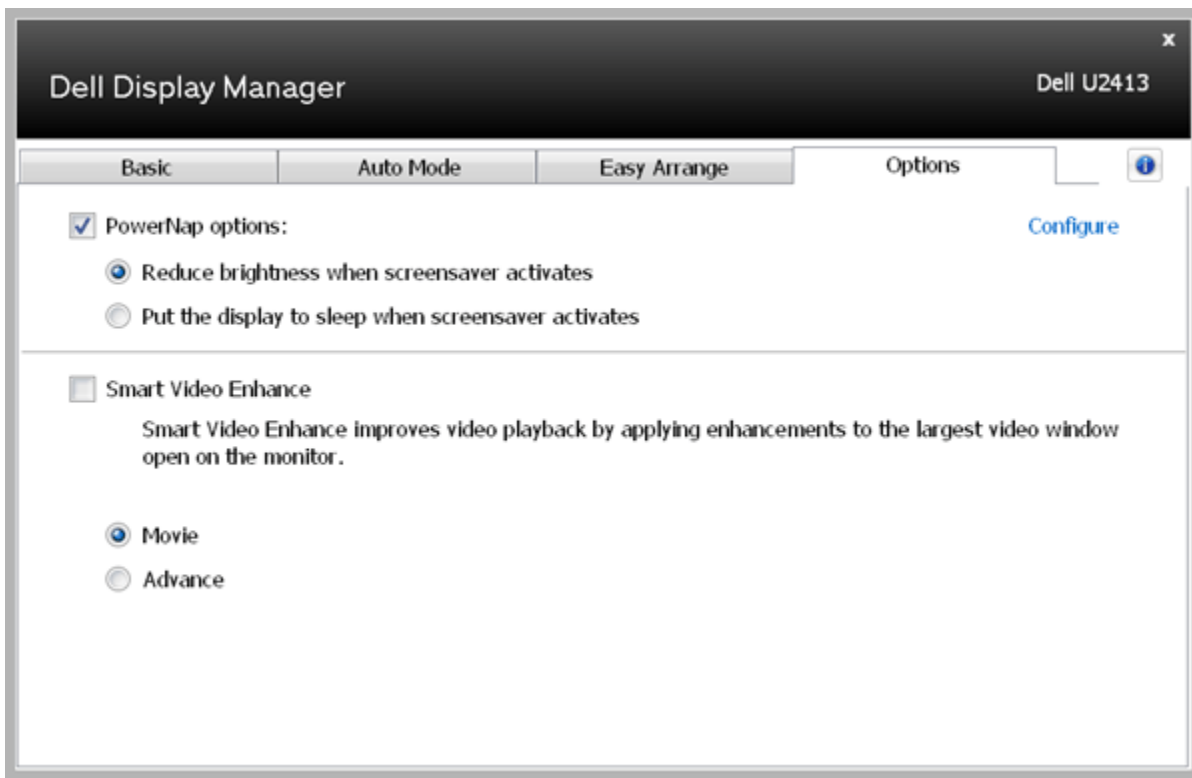 x
Dell Display Manager
Dell U2413
Basic
Auto Mode
Easy Arrange
Options
PowerNap options:
Configure
Reduce brightness when screensaver activates
Put the display to sleep when screensaver activates
Smart Video Enhance
Smart Video Enhance improves video playback by applying enhancements to the largest video window
open on the monitor.
Movie
Advance